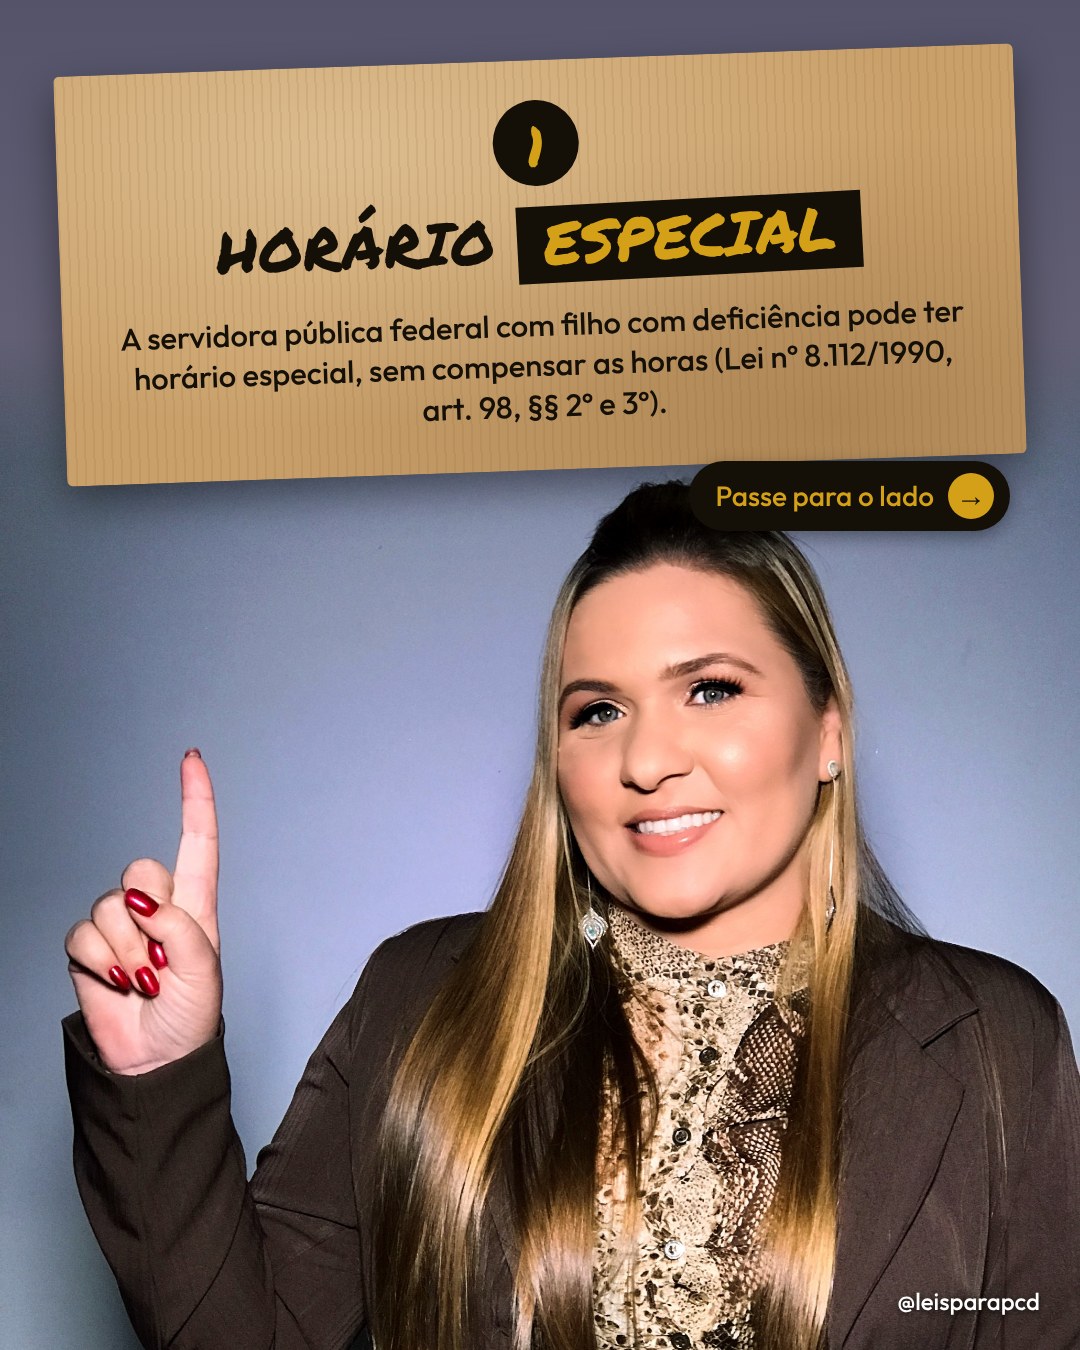 1
HORÁRIO ESPECIAL
A servidora pública federal com filho com deficiência pode ter
horário especial, sem compensar as horas (Lei nº 8.112/1990,
art. 98, §§ 2º e 3º).
Passe para o lado →
@leisparapcd